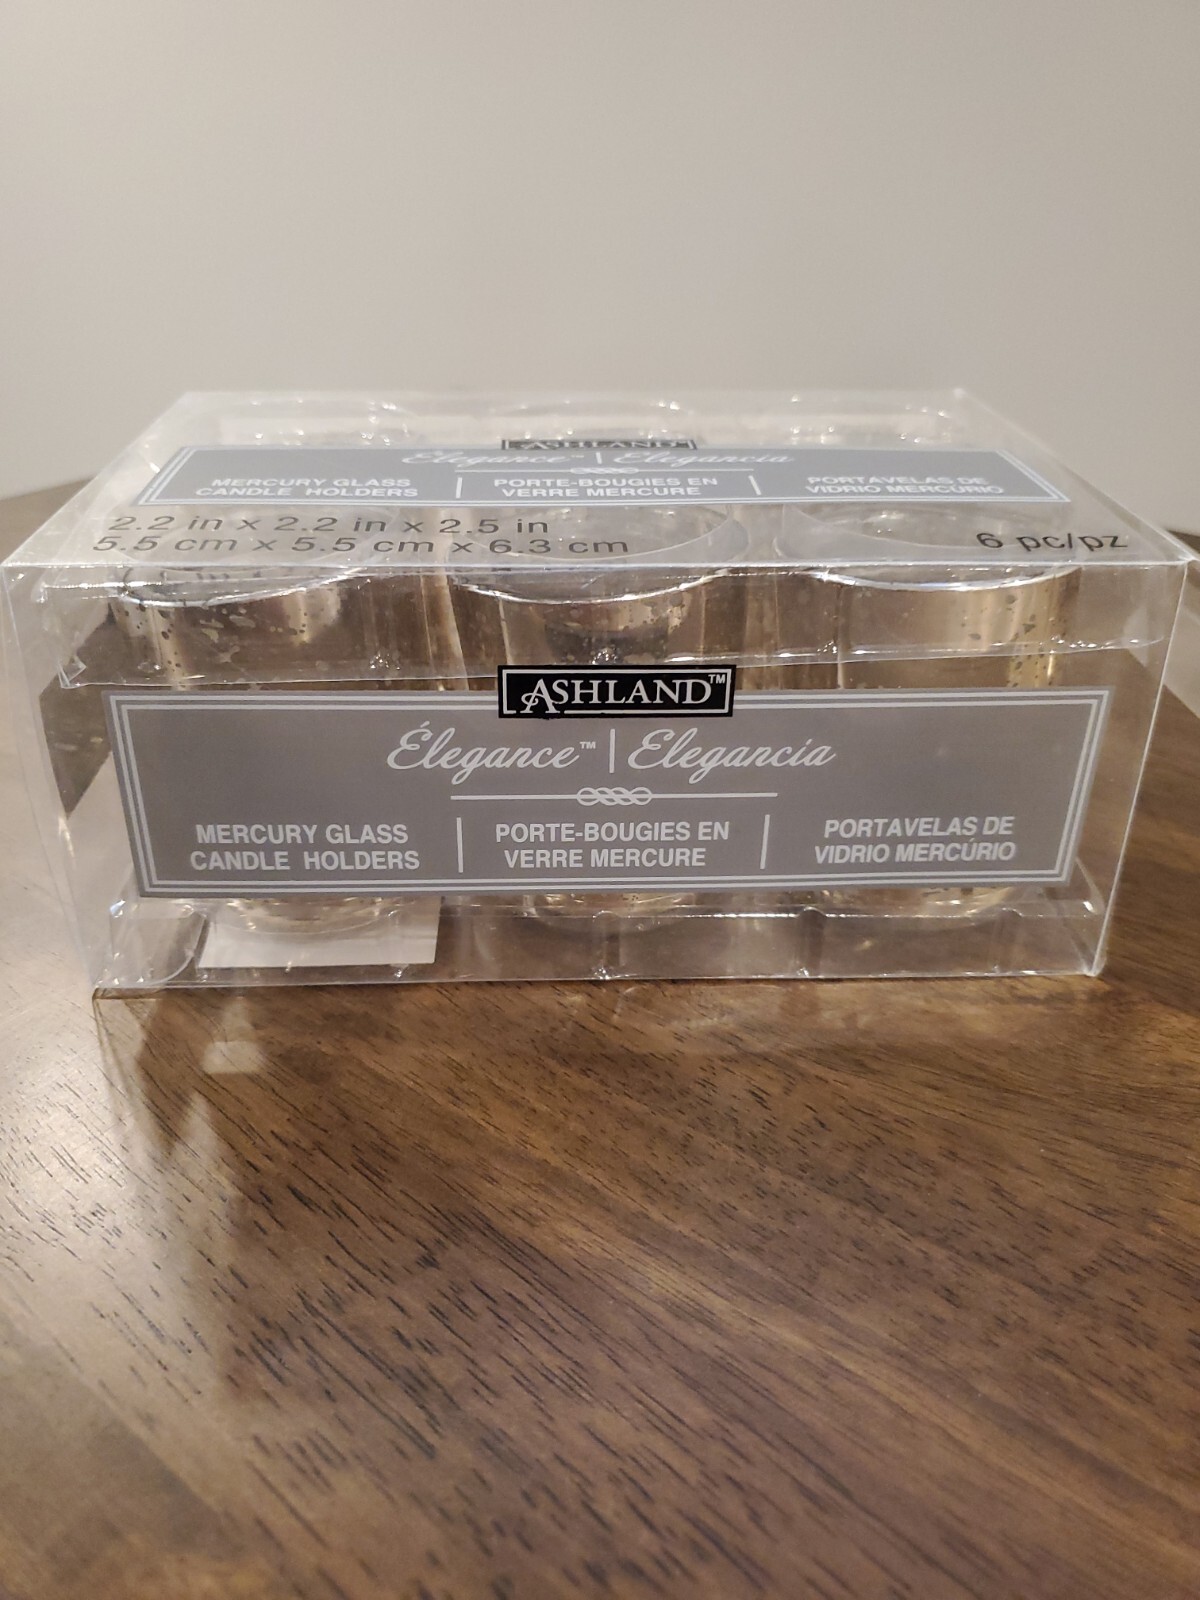 ASHLAND™
Élegance™ | Elegancia
MERCURY GLASS
CANDLE HOLDERS
PORTE-BOUGIES EN
VERRE MERCURE
PORTAVELAS DE
VIDRIO MERCÚRIO
2.2 in x 2.2 in x 2.5 in
5.5 cm x 5.5 cm x 6.3 cm
6 pc/pz
ASHLAND™
Élegance™ | Elegancia
MERCURY GLASS
CANDLE HOLDERS
PORTE-BOUGIES EN
VERRE MERCURE
PORTAVELAS DE
VIDRIO MERCÚRIO